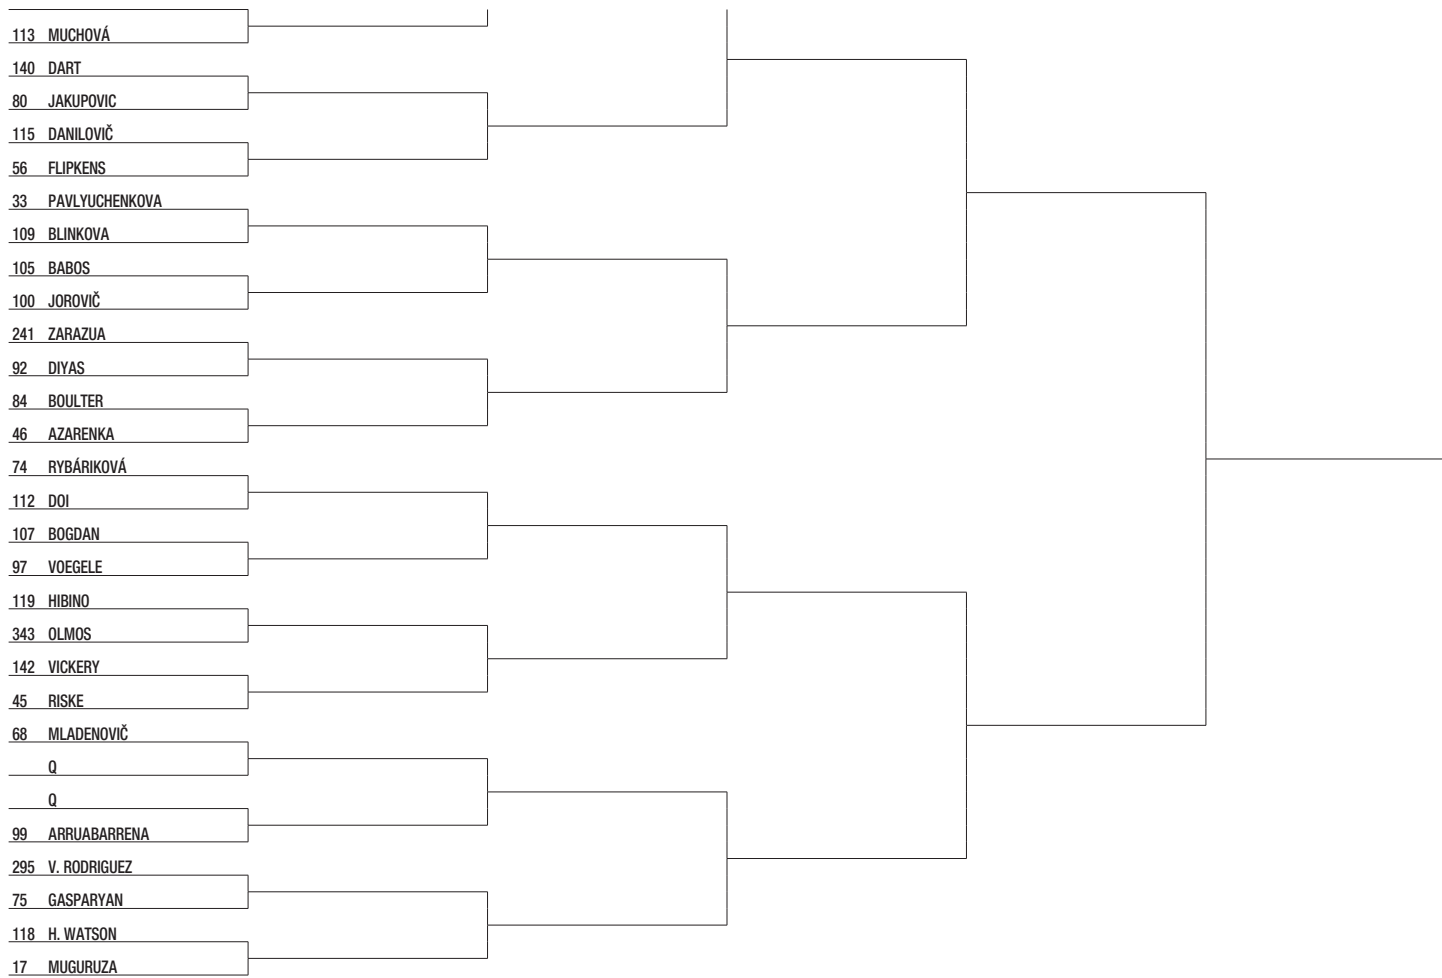 113 MUCHOVÁ
140 DART
80 JAKUPOVIC
115 DANILOVIČ
56 FLIPKENS
33 PAVLYUCHENKOVA
109 BLINKOVA
105 BABOS
100 JOROVIČ
241 ZARAZUA
92 DIYAS
84 BOULTER
46 AZARENKA
74 RYBÁRIKOVÁ
112 DOI
107 BOGDAN
97 VOEGELE
119 HIBINO
343 OLMOS
142 VICKERY
45 RISKE
68 MLADENOVIČ
Q
Q
99 ARRUABARRENA
295 V. RODRIGUEZ
75 GASPARYAN
118 H. WATSON
17 MUGURUZA